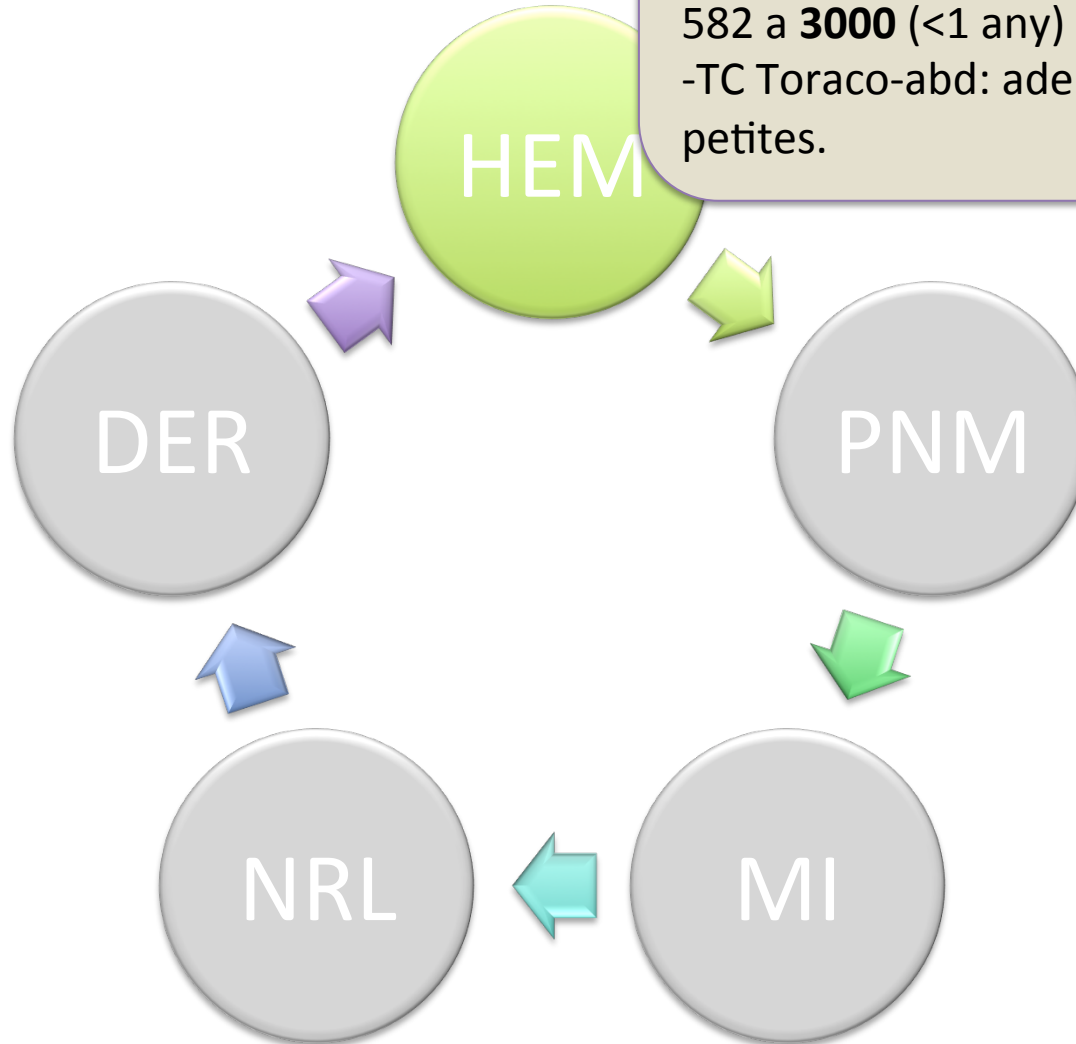 582 a 3000 (<1 any)
-TC Toraco-abd: ade
petites.
HEM
DER
PNM
NRL
MI